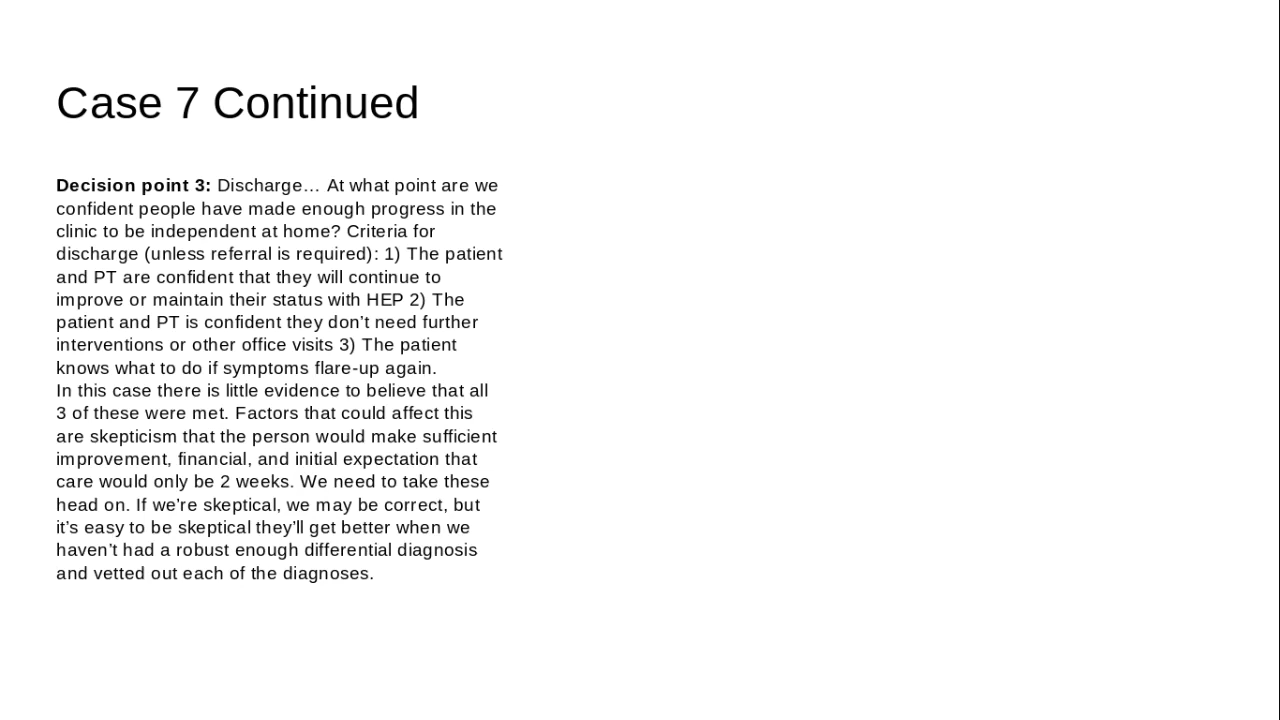 Case 7 Continued
Decision point 3: Discharge… At what point are we
confident people have made enough progress in the
clinic to be independent at home? Criteria for
discharge (unless referral is required): 1) The patient
and PT are confident that they will continue to
improve or maintain their status with HEP 2) The
patient and PT is confident they don’t need further
interventions or other office visits 3) The patient
knows what to do if symptoms flare-up again.
In this case there is little evidence to believe that all
3 of these were met. Factors that could affect this
are skepticism that the person would make sufficient
improvement, financial, and initial expectation that
care would only be 2 weeks. We need to take these
head on. If we’re skeptical, we may be correct, but
it’s easy to be skeptical they’ll get better when we
haven’t had a robust enough differential diagnosis
and vetted out each of the diagnoses.